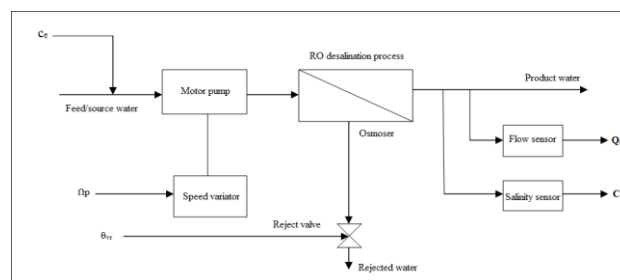 Ce
RO desalination process
Motor pump
Product water
Feed/source water
Osmoser
Flow sensor
Q
Ωp
Speed variator
Salinity sensor
C
Reject valve
θvr
Rejected water